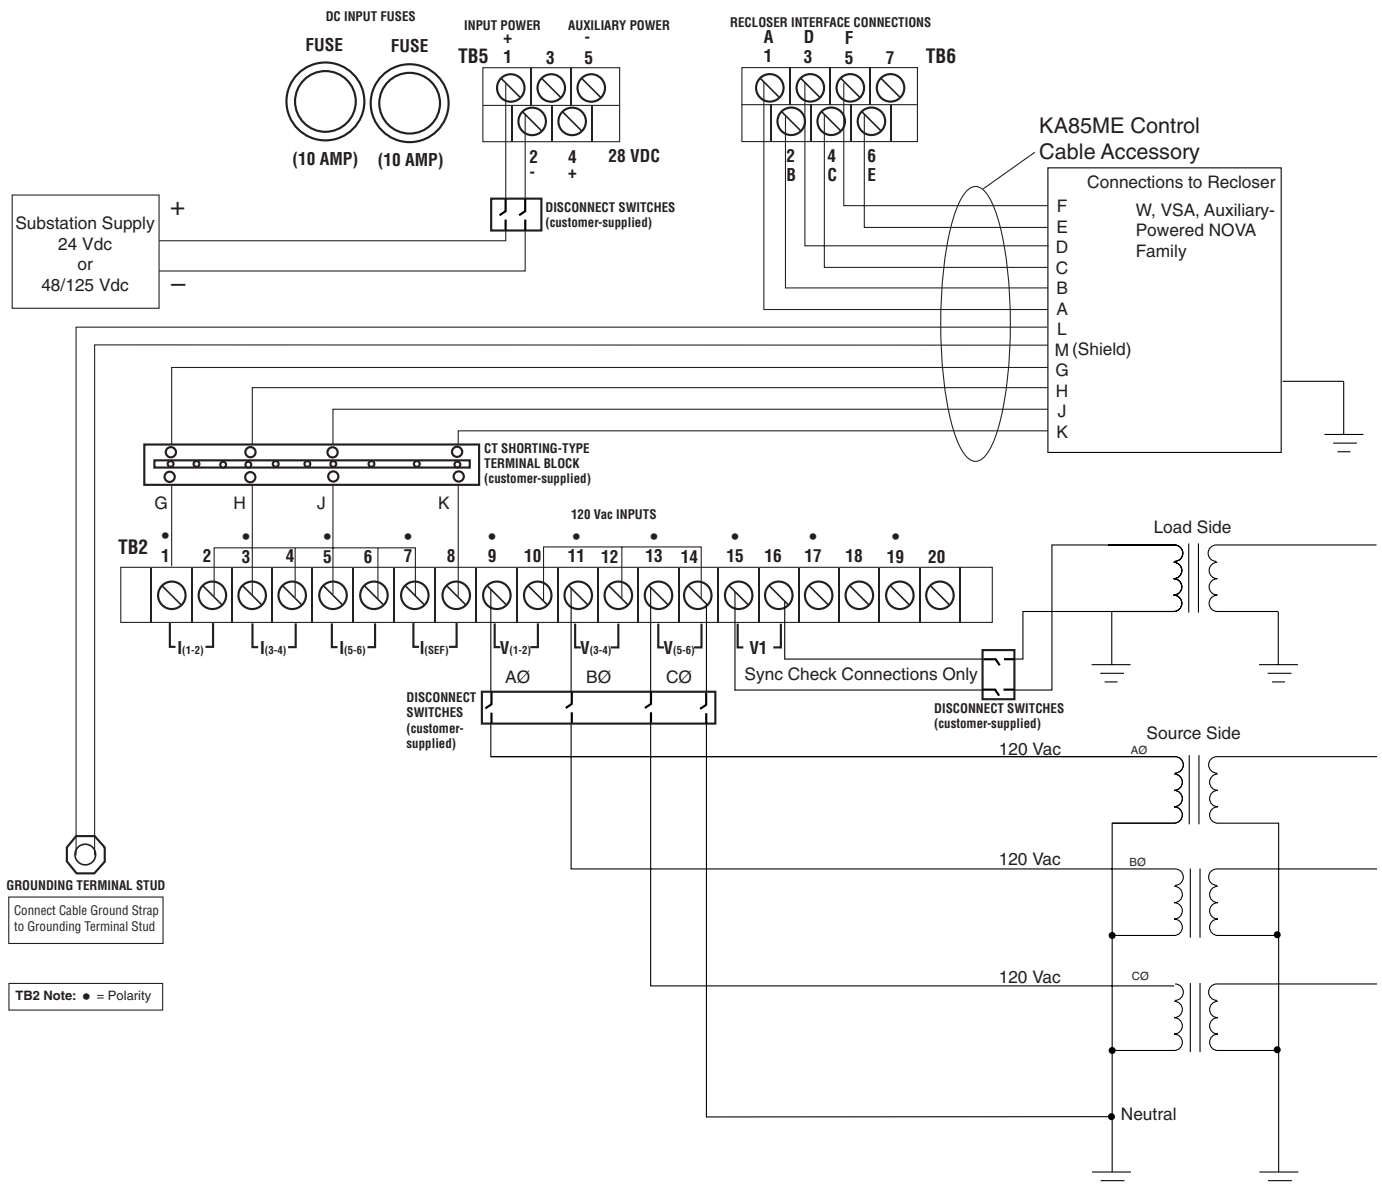 DC INPUT FUSES
FUSE FUSE
(10 AMP) (10 AMP)
INPUT POWER AUXILIARY POWER
+ -
TB5 1 3 5
2 4 28 VDC
- +
RECLOSER INTERFACE CONNECTIONS
A D F
1 3 5 7 TB6
2 4 6
B C E
KA85ME Control
Cable Accessory
Connections to Recloser
W, VSA, Auxiliary-
Powered NOVA
Family
F
E
D
C
B
A
L
M (Shield)
G
H
J
K
DISCONNECT SWITCHES
(customer-supplied)
Substation Supply
24 Vdc
or
48/125 Vdc
+
–
CT SHORTING-TYPE
TERMINAL BLOCK
(customer-supplied)
G H J K
120 Vac INPUTS
TB2 1 2 3 4 5 6 7 8 9 10 11 12 13 14 15 16 17 18 19 20
I(1-2) I(3-4) I(5-6) I(SEF) V(1-2) V(3-4) V(5-6) V1
AØ BØ CØ
Sync Check Connections Only
DISCONNECT
SWITCHES
(customer-
supplied)
DISCONNECT SWITCHES
(customer-supplied)
Load Side
Source Side
120 Vac AØ
120 Vac BØ
120 Vac CØ
Neutral
GROUNDING TERMINAL STUD
Connect Cable Ground Strap
to Grounding Terminal Stud
TB2 Note: ● = Polarity